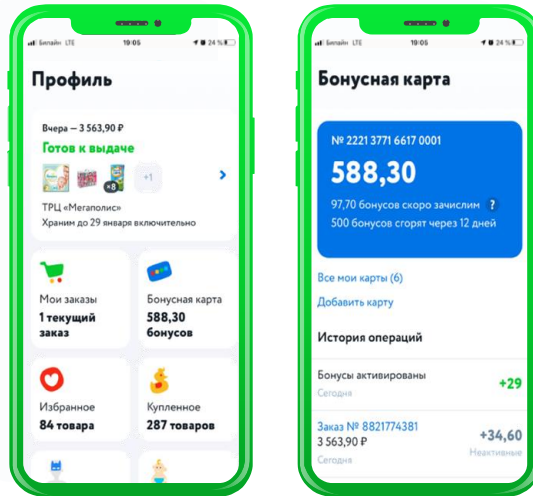 Билайн LTE
19:05
24 %
Профиль
Вчера — 3 563,90 ₽
Готов к выдаче
×8
+1
ТРЦ «Мегаполис»
Храним до 29 января включительно
Мои заказы
1 текущий
заказ
Бонусная карта
588,30
бонусов
Избранное
84 товара
Купленное
287 товаров
Билайн LTE
19:05
24 %
Бонусная карта
№ 2221 3771 6617 0001
588,30
97,70 бонусов скоро зачислим ?
500 бонусов сгорят через 12 дней
Все мои карты (6)
Добавить карту
История операций
Бонусы активированы
+29
Сегодня
Заказ № 8821774381
3 563,90 ₽
+34,60
Неактивные
Сегодня